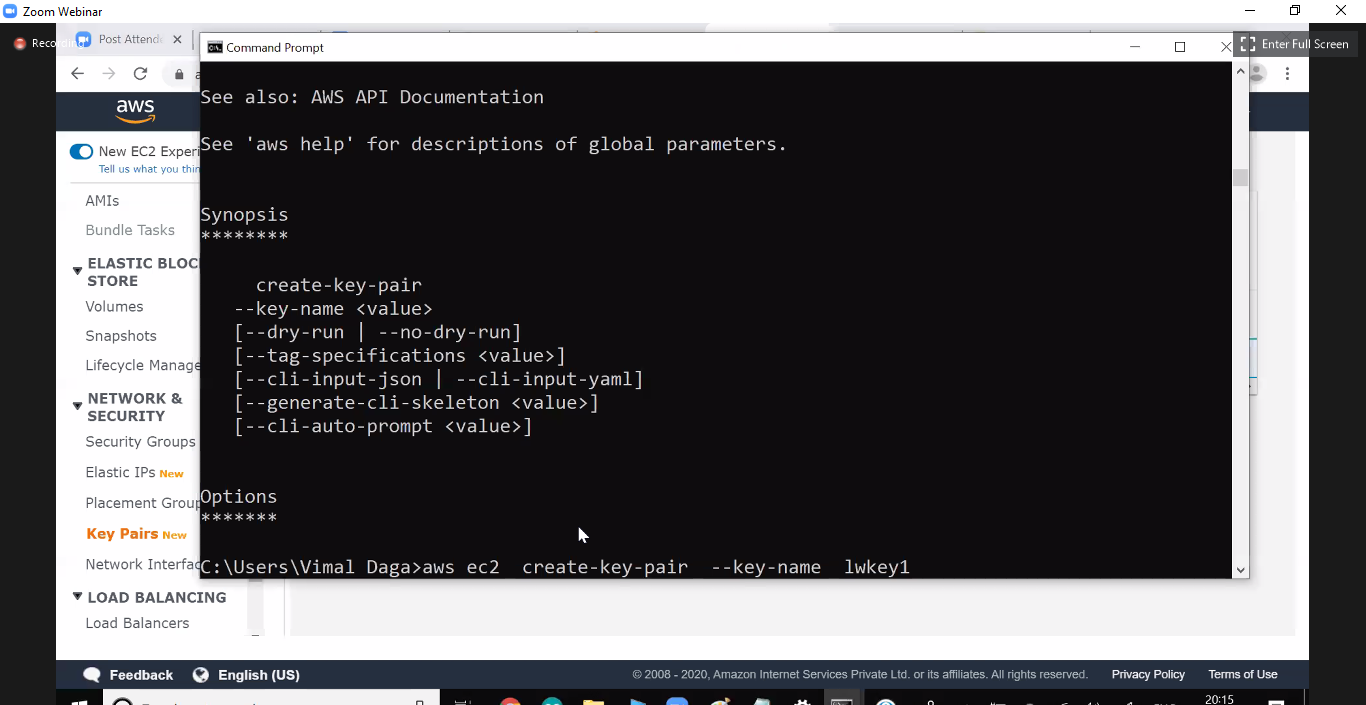 Zoom Webinar
Recording
Post Attend
Command Prompt
Enter Full Screen
aws
New EC2 Experi
Tell us what you thin
AMIs
Bundle Tasks
ELASTIC BLOC
STORE
Volumes
Snapshots
Lifecycle Manage
NETWORK &
SECURITY
Security Groups
Elastic IPs New
Placement Group
Key Pairs New
Network Interfac
LOAD BALANCING
Load Balancers
See also: AWS API Documentation
See 'aws help' for descriptions of global parameters.
Synopsis
********
create-key-pair
--key-name <value>
[--dry-run | --no-dry-run]
[--tag-specifications <value>]
[--cli-input-json | --cli-input-yaml]
[--generate-cli-skeleton <value>]
[--cli-auto-prompt <value>]
Options
*******
C:\Users\Vimal Daga>aws ec2  create-key-pair  --key-name  lwkey1
Feedback
English (US)
© 2008 - 2020, Amazon Internet Services Private Ltd. or its affiliates. All rights reserved.
Privacy Policy
Terms of Use
20:15